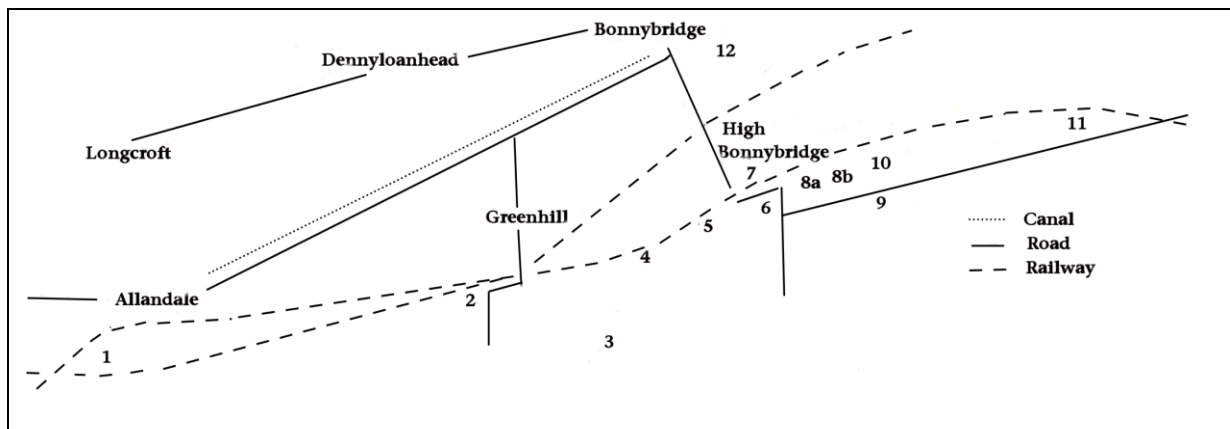 Bonnybridge
12
Dennyloanhead
Longcroft
High
Bonnybridge
11
10
7
8a
8b
6
9
Greenhill
5
4
Canal
Road
Railway
Allandale
2
3
1